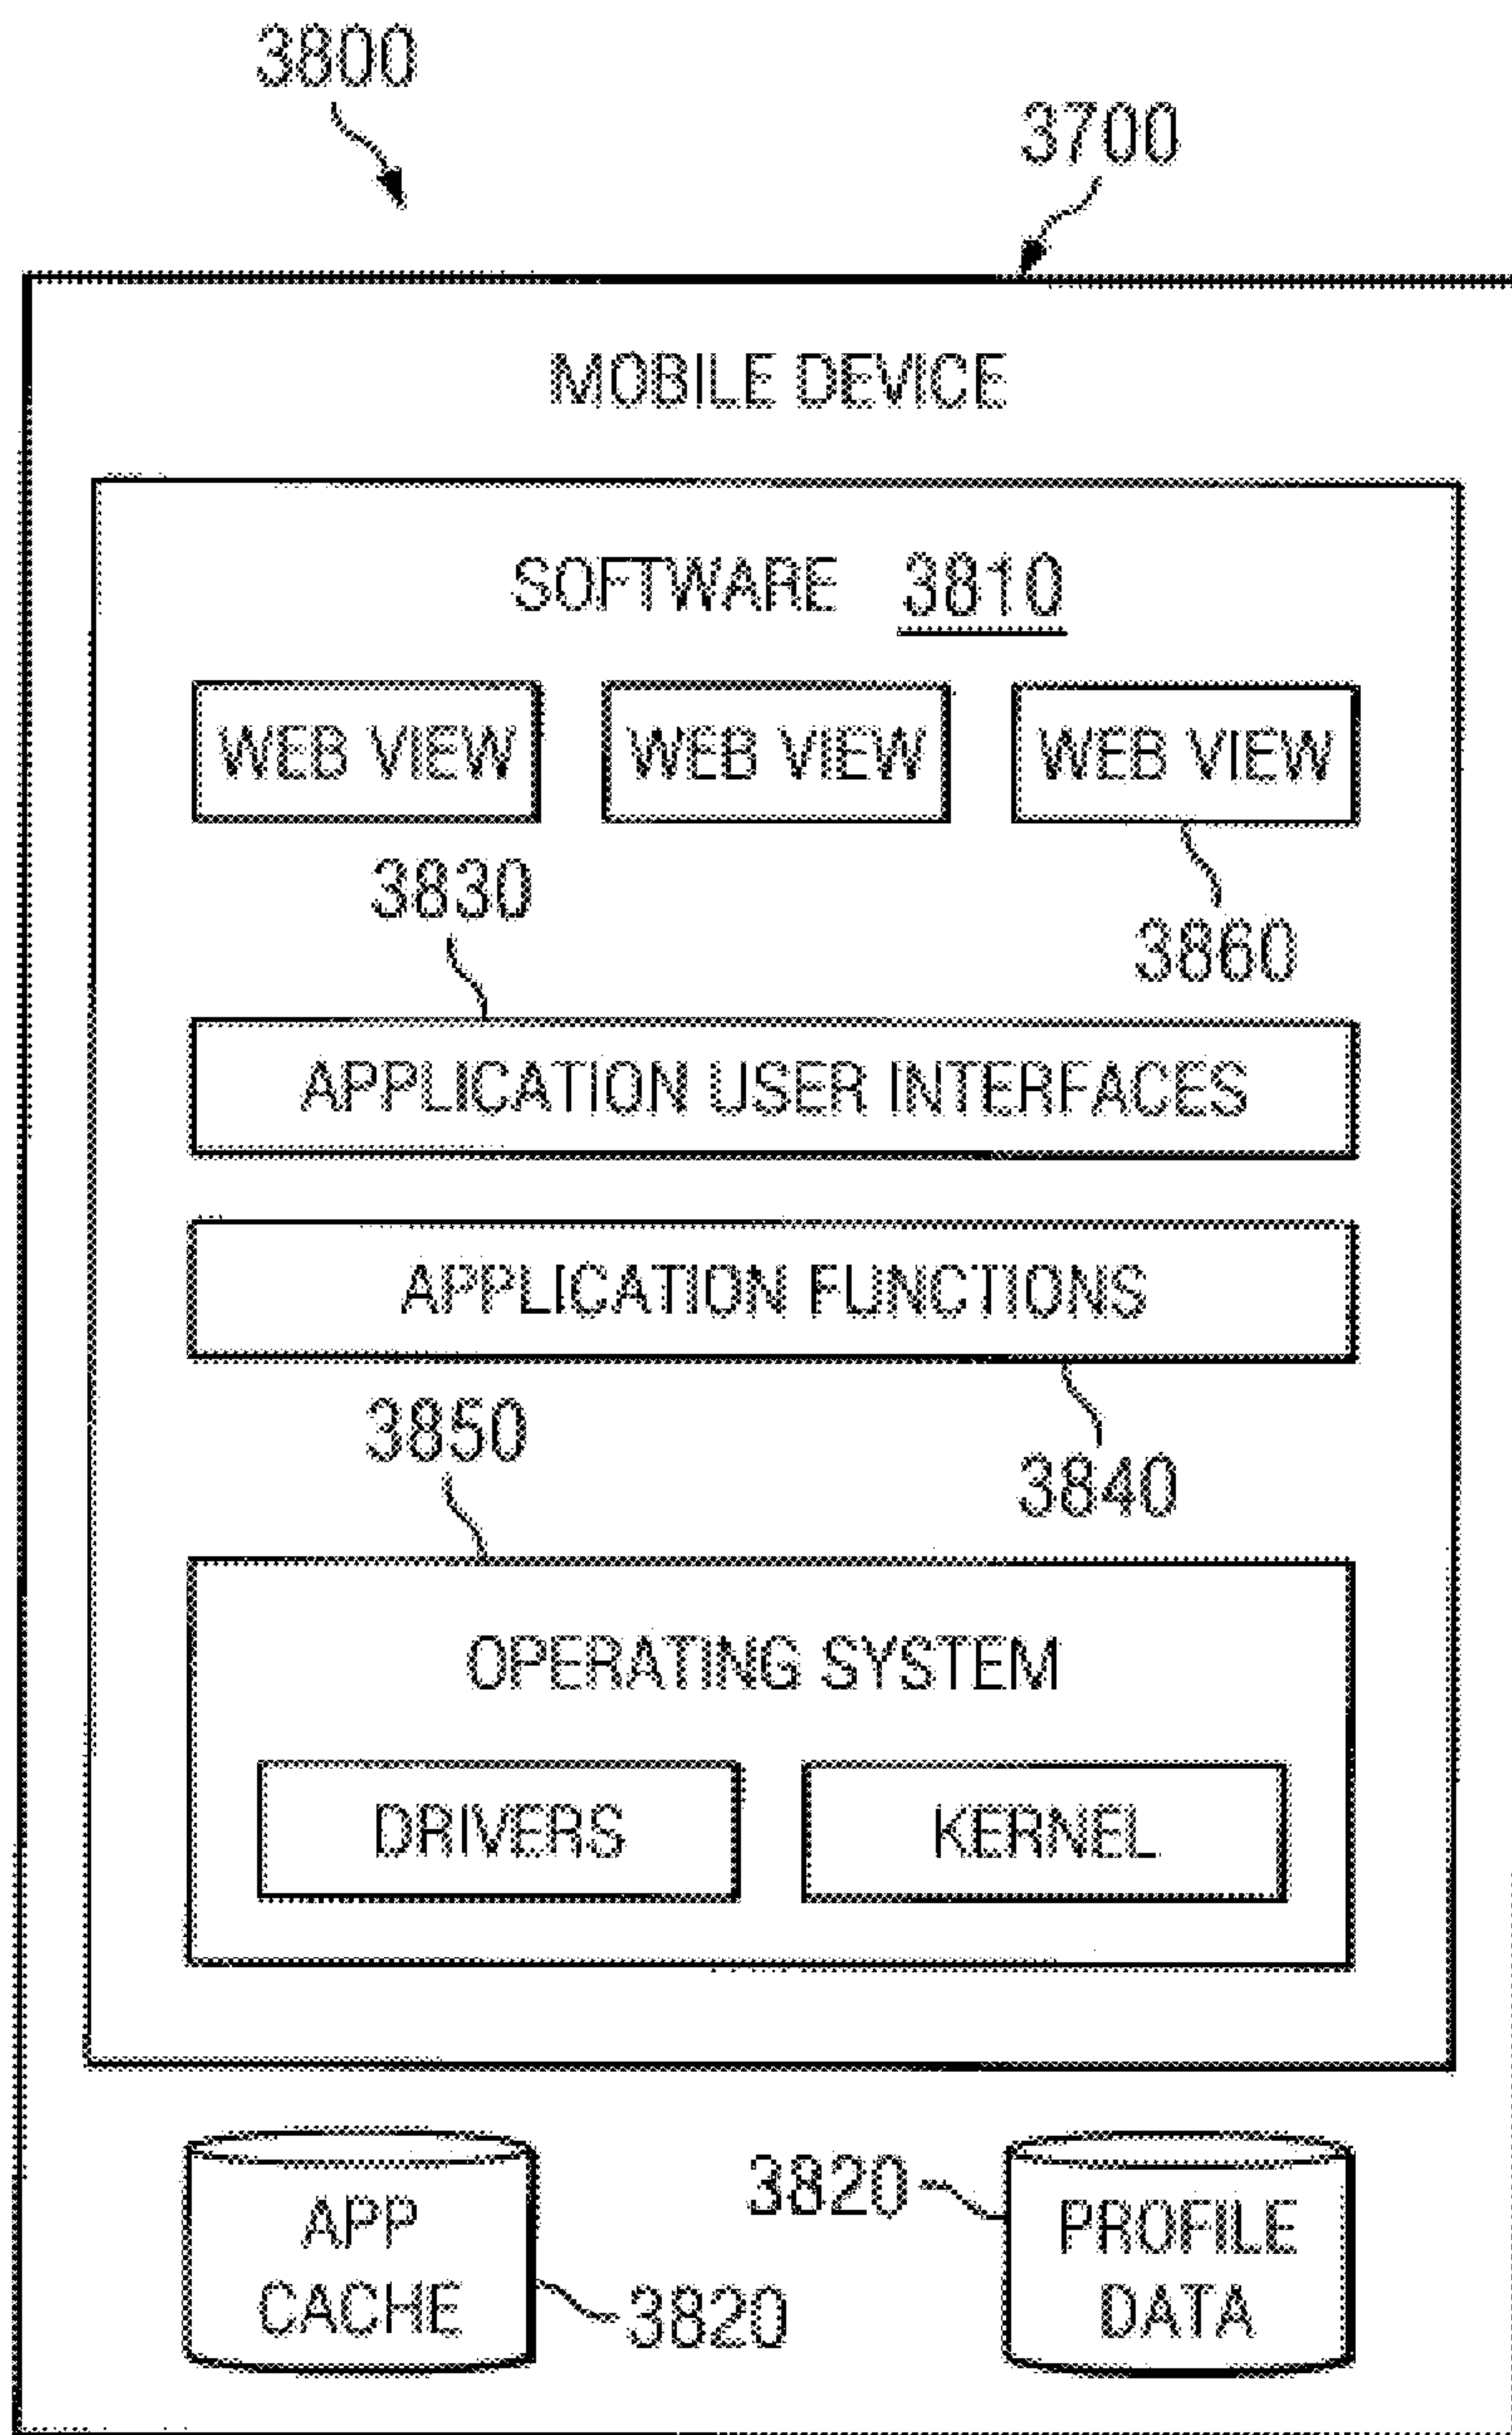 3800
3700
MOBILE DEVICE
SOFTWARE 3810
WEB VIEW WEB VIEW WEB VIEW
3830
3860
APPLICATION USER INTERFACES
APPLICATION FUNCTIONS
3850
3840
OPERATING SYSTEM
DRIVERS KERNEL
APP
CACHE
3820
3820
PROFILE
DATA